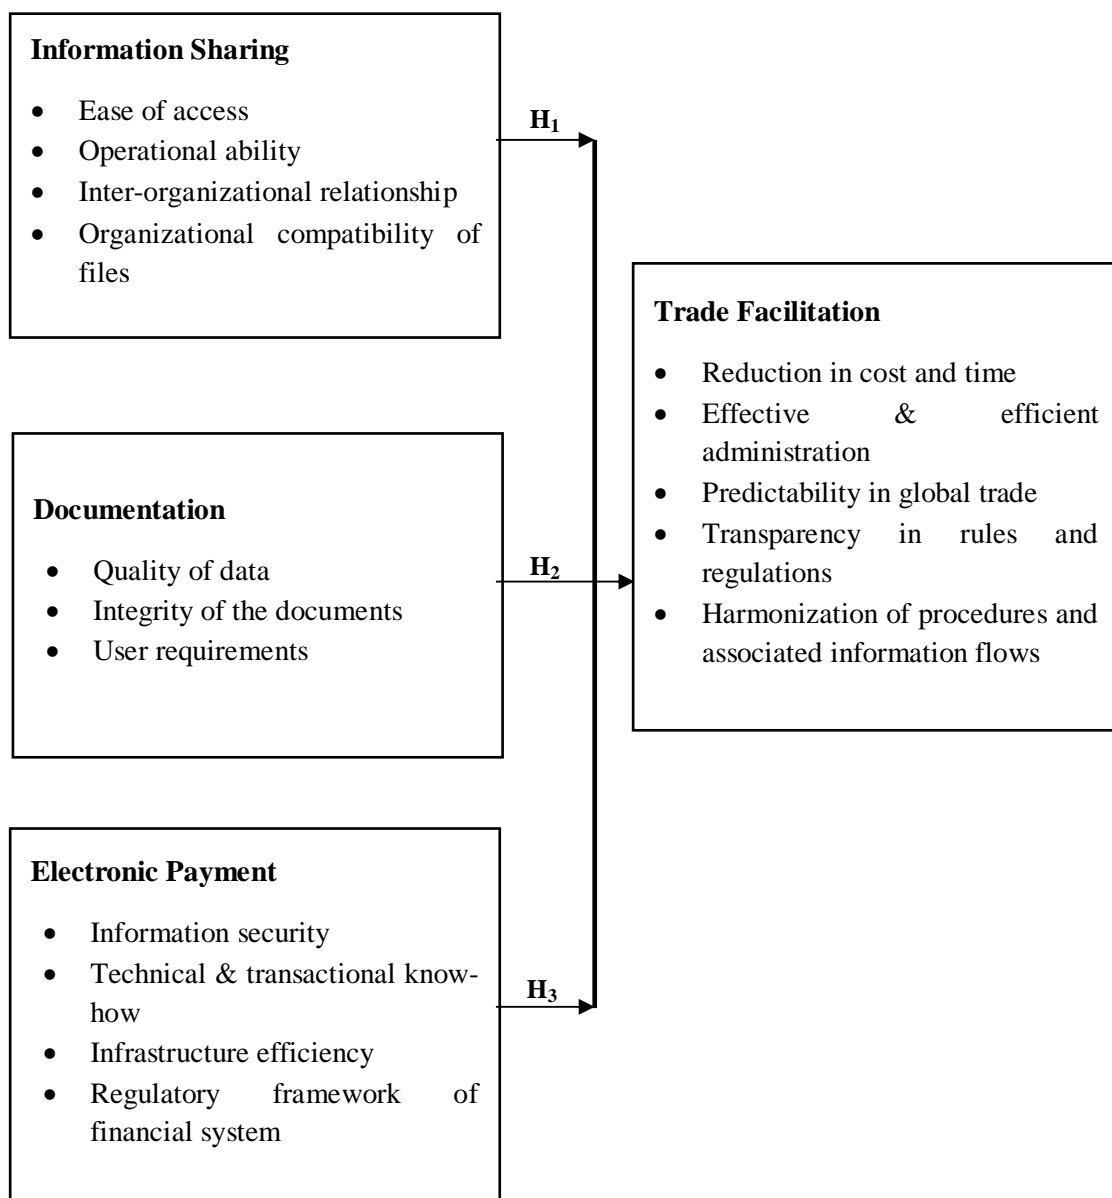 Information Sharing
• Ease of access
• Operational ability
• Inter-organizational relationship
• Organizational compatibility of
files
H₁
Trade Facilitation
• Reduction in cost and time
• Effective & efficient
administration
• Predictability in global trade
• Transparency in rules and
regulations
• Harmonization of procedures and
associated information flows
Documentation
• Quality of data
• Integrity of the documents
• User requirements
H₂
Electronic Payment
• Information security
• Technical & transactional know-
how
• Infrastructure efficiency
• Regulatory framework of
financial system
H₃